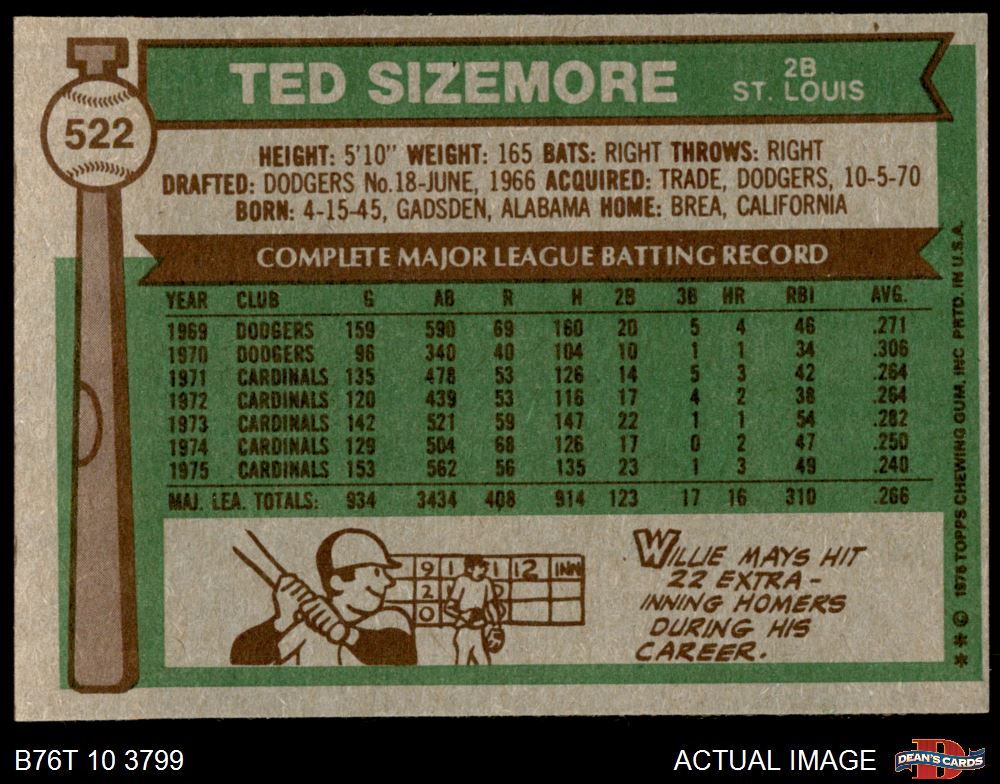 522
TED SIZEMORE
2B
ST. LOUIS
HEIGHT: 5'10" WEIGHT: 165 BATS: RIGHT THROWS: RIGHT
DRAFTED: DODGERS No.18-JUNE, 1966 ACQUIRED: TRADE, DODGERS, 10-5-70
BORN: 4-15-45, GADSDEN, ALABAMA HOME: BREA, CALIFORNIA
COMPLETE MAJOR LEAGUE BATTING RECORD
YEAR CLUB G AB R H 2B 3B HR RBI AVG.
1969 DODGERS 159 590 69 160 20 5 4 46 .271
1970 DODGERS 96 340 40 104 10 1 1 34 .306
1971 CARDINALS 135 478 53 126 14 5 3 42 .264
1972 CARDINALS 120 439 53 116 17 4 2 38 .264
1973 CARDINALS 142 521 59 147 22 1 1 54 .282
1974 CARDINALS 129 504 68 126 17 0 2 47 .250
1975 CARDINALS 153 562 56 135 23 1 3 49 .240
MAJ. LEA. TOTALS: 934 3434 408 914 123 17 16 310 .266
9 1 1 12 INN
2
0
WILLIE MAYS HIT
22 EXTRA-
INNING HOMERS
DURING HIS
CAREER.
** © 1976 TOPPS CHEWING GUM, INC PRTD. IN U.S.A.
B76T 10 3799
ACTUAL IMAGE
DEAN'S CARDS